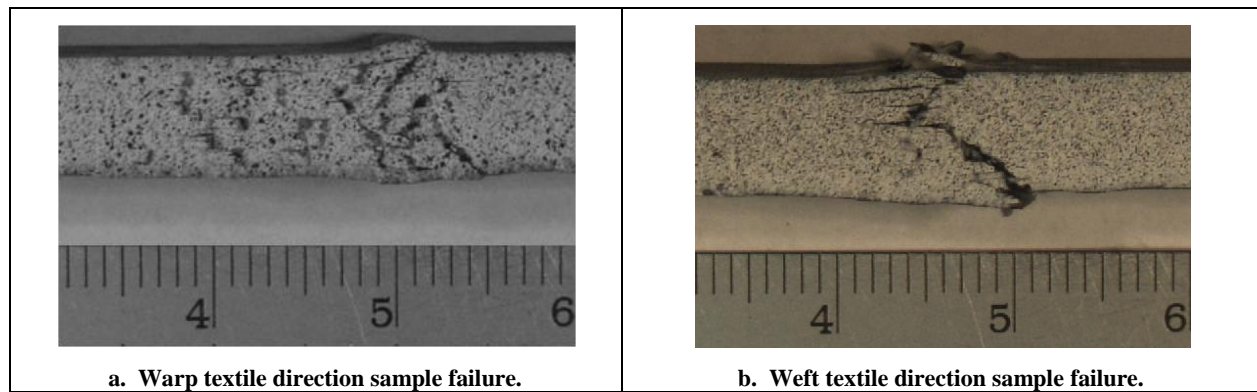 4 5 6
4 5 6
a. Warp textile direction sample failure.
b. Weft textile direction sample failure.